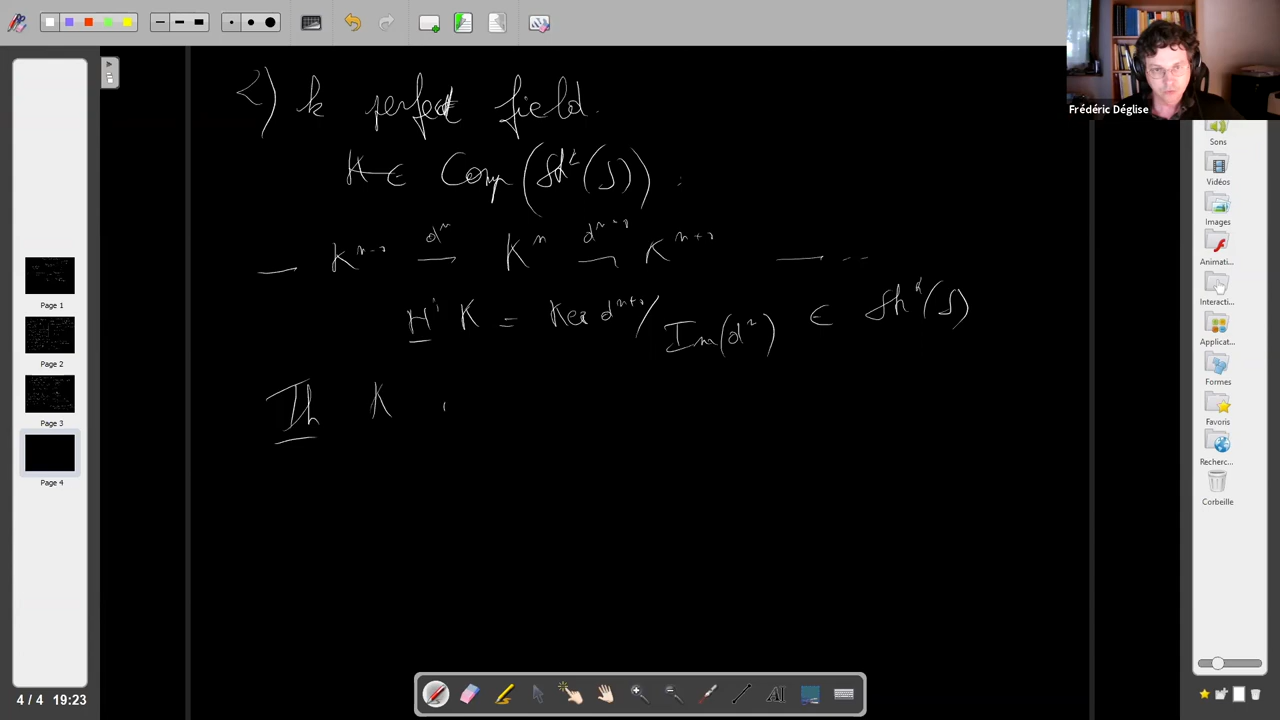 Frédéric Déglise
2) k perfect field.
K ∈ Comp(Sh^t(S))
K^n d^n+1 K^n+1
H^i K = Ker d^n+1 / Im(d^n) ∈ Sh^t(S)
Th K
Page 1
Page 2
Page 3
Page 4
Sons
Vidéos
Images
Animati...
Interacti...
Applicat...
Formes
Favoris
Recherc...
Corbeille
4 / 4 19:23
AI